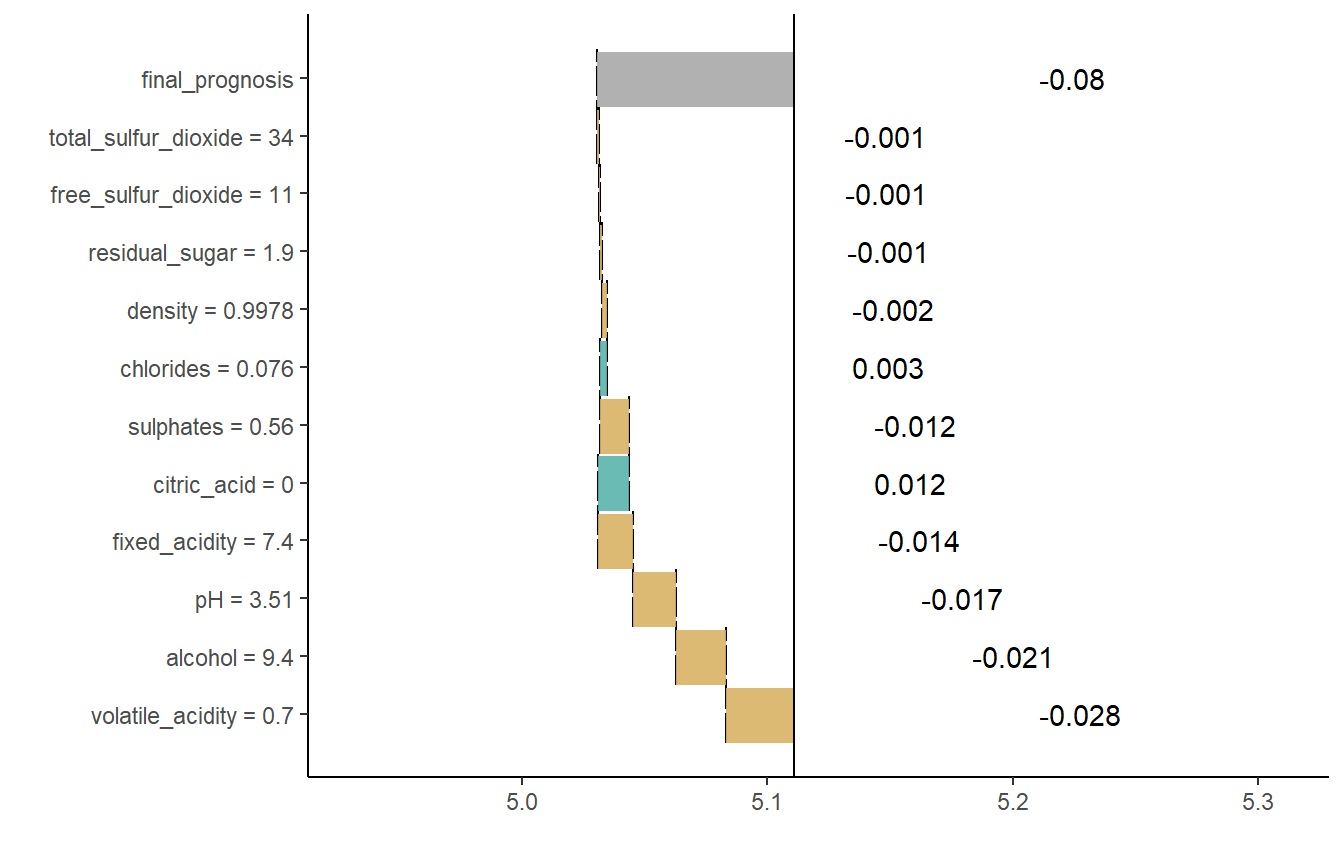 final_prognosis -0.08
total_sulfur_dioxide = 34 -0.001
free_sulfur_dioxide = 11 -0.001
residual_sugar = 1.9 -0.001
density = 0.9978 -0.002
chlorides = 0.076 0.003
sulphates = 0.56 -0.012
citric_acid = 0 0.012
fixed_acidity = 7.4 -0.014
pH = 3.51 -0.017
alcohol = 9.4 -0.021
volatile_acidity = 0.7 -0.028
5.0 5.1 5.2 5.3